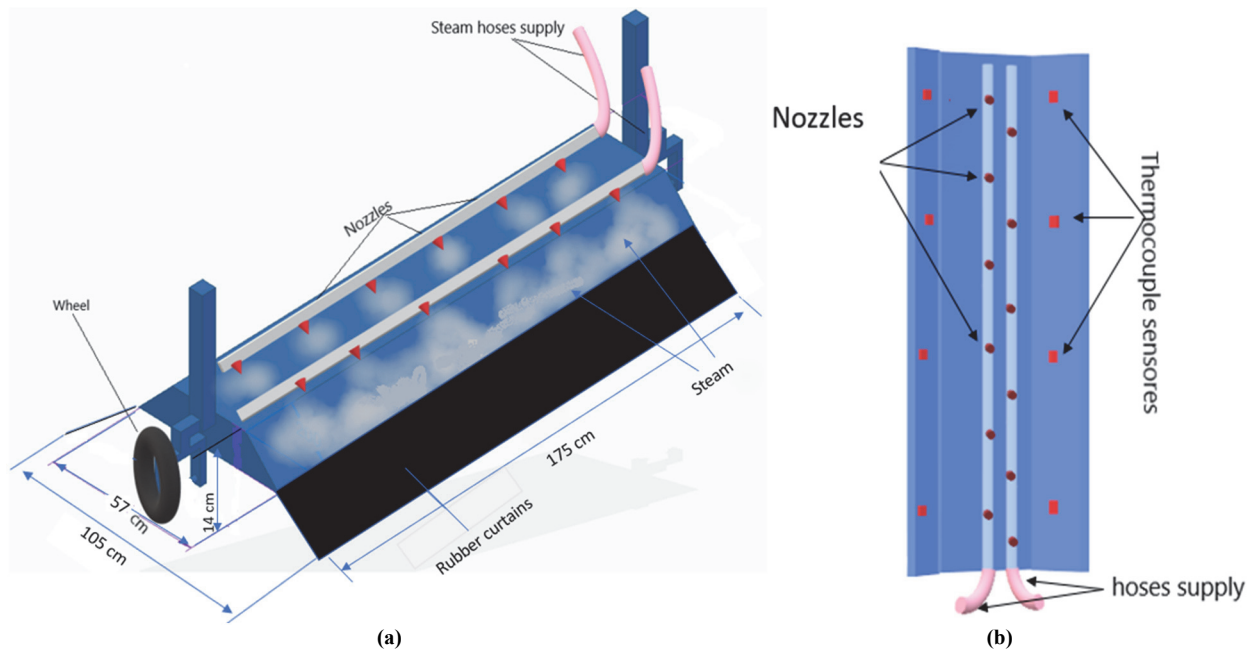 Steam hoses supply
Nozzles
Wheel
Steam
175 cm
57 cm
14 cm
105 cm
Rubber curtains
(a)
Nozzles
Thermocouple sensores
hoses supply
(b)